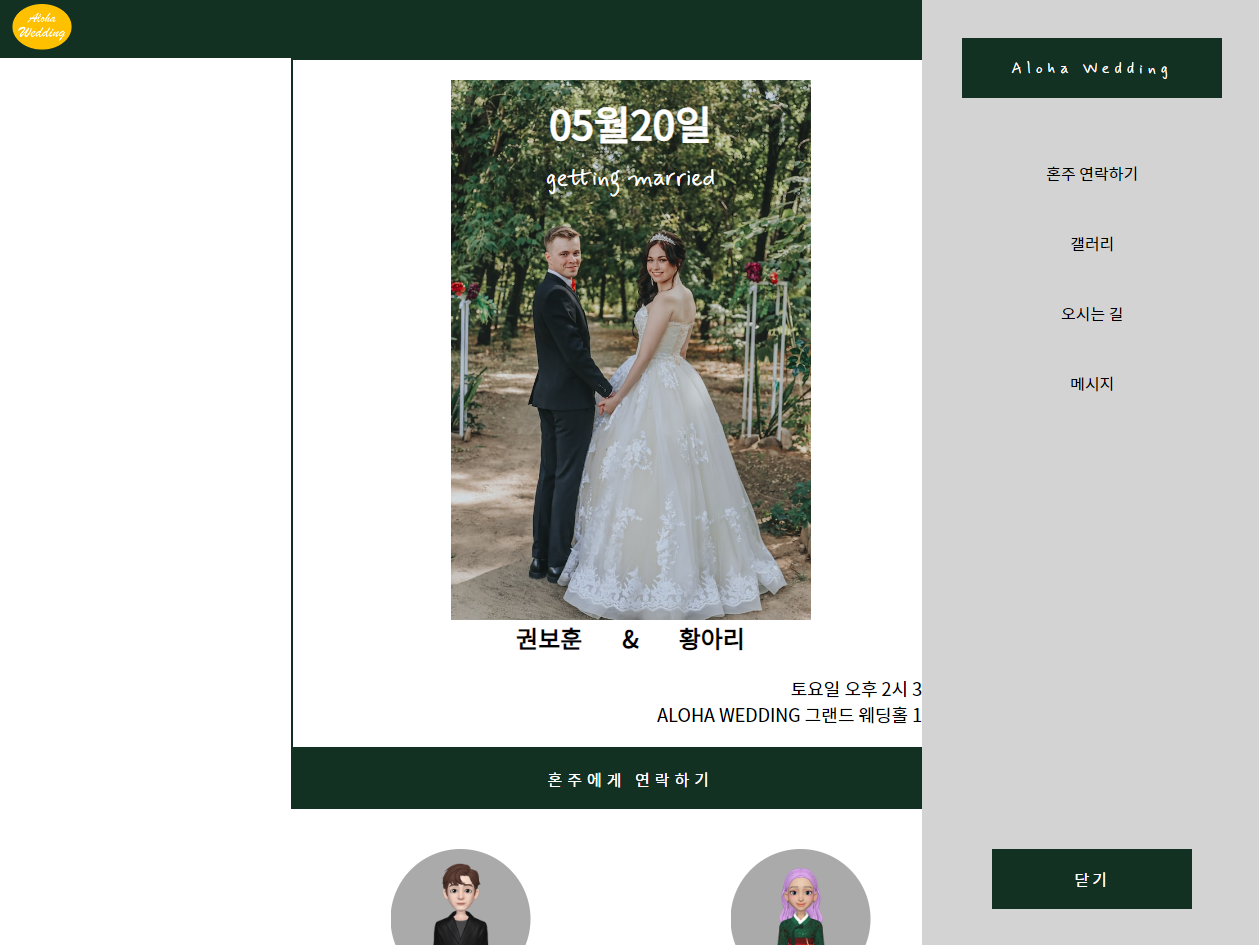 Aloha
Wedding
05월20일
getting married
권보훈 & 황아리
토요일 오후 2시 3
ALOHA WEDDING 그랜드 웨딩홀 1
혼주에게 연락하기
Aloha Wedding
혼주 연락하기
갤러리
오시는 길
메시지
닫기